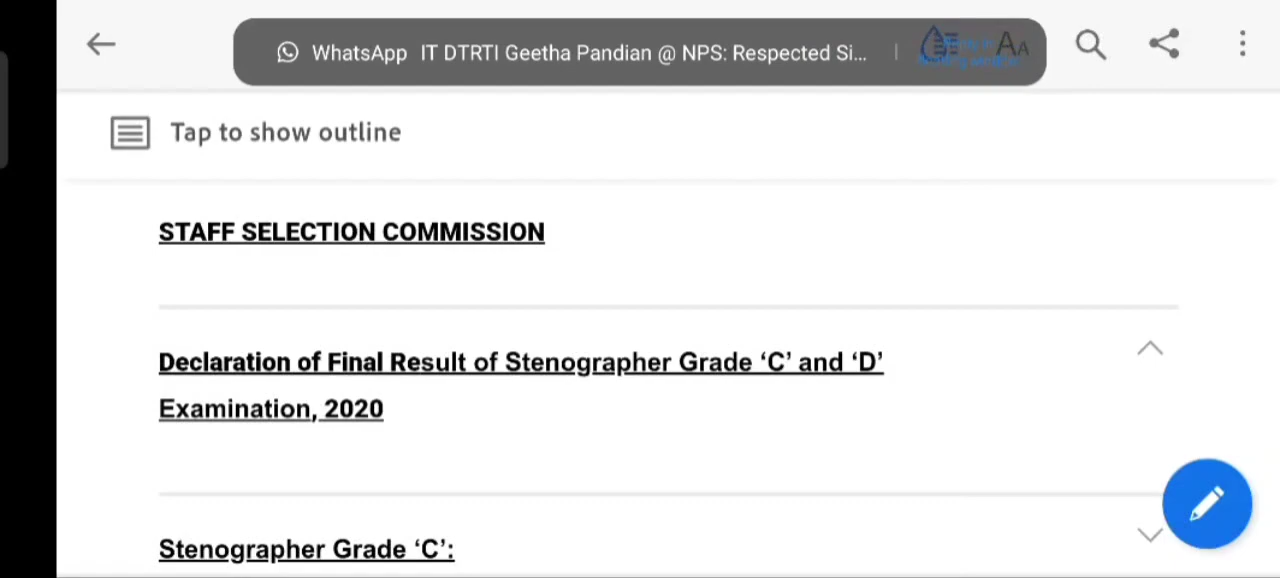 WhatsApp IT DTRTI Geetha Pandian @ NPS: Respected Si...
AA
Tap to show outline
STAFF SELECTION COMMISSION
Declaration of Final Result of Stenographer Grade ‘C’ and ‘D’
Examination, 2020
Stenographer Grade ‘C’: